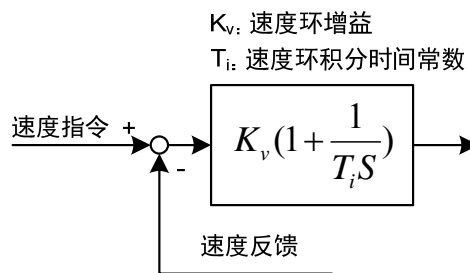 Kv：速度环增益
Ti：速度环积分时间常数
速度指令 +
Kv(1+1/TiS)
-
速度反馈